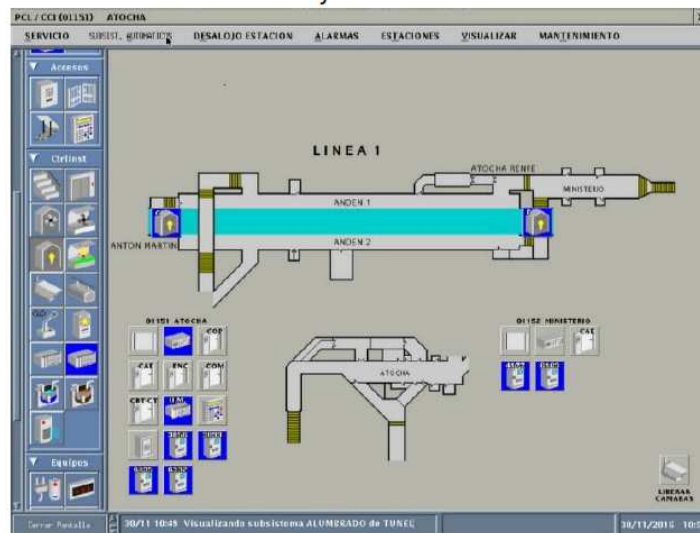 PCL / CCI (01151) ATOCHA
SERVICIO SUBSIST. AUTOMATICOS DESALOJO ESTACION ALARMAS ESTACIONES VISUALIZAR MANTENIMIENTO
Accesos
CtrlInst
LINEA 1
ATOCHA RENFE
MINISTERIO
ANDEN 1
ANDEN 2
ANTON MARTIN
01151 ATOCHA
01152 MINISTERIO
COP
CAT
CAT
ENC
COM
ATOCHA
Equipos
LIBERAR
CAMARAS
Cerrar Pantalla
30/11 10:49 Visualizando subsistema ALUMBRADO de TUNEL
30/11/2016